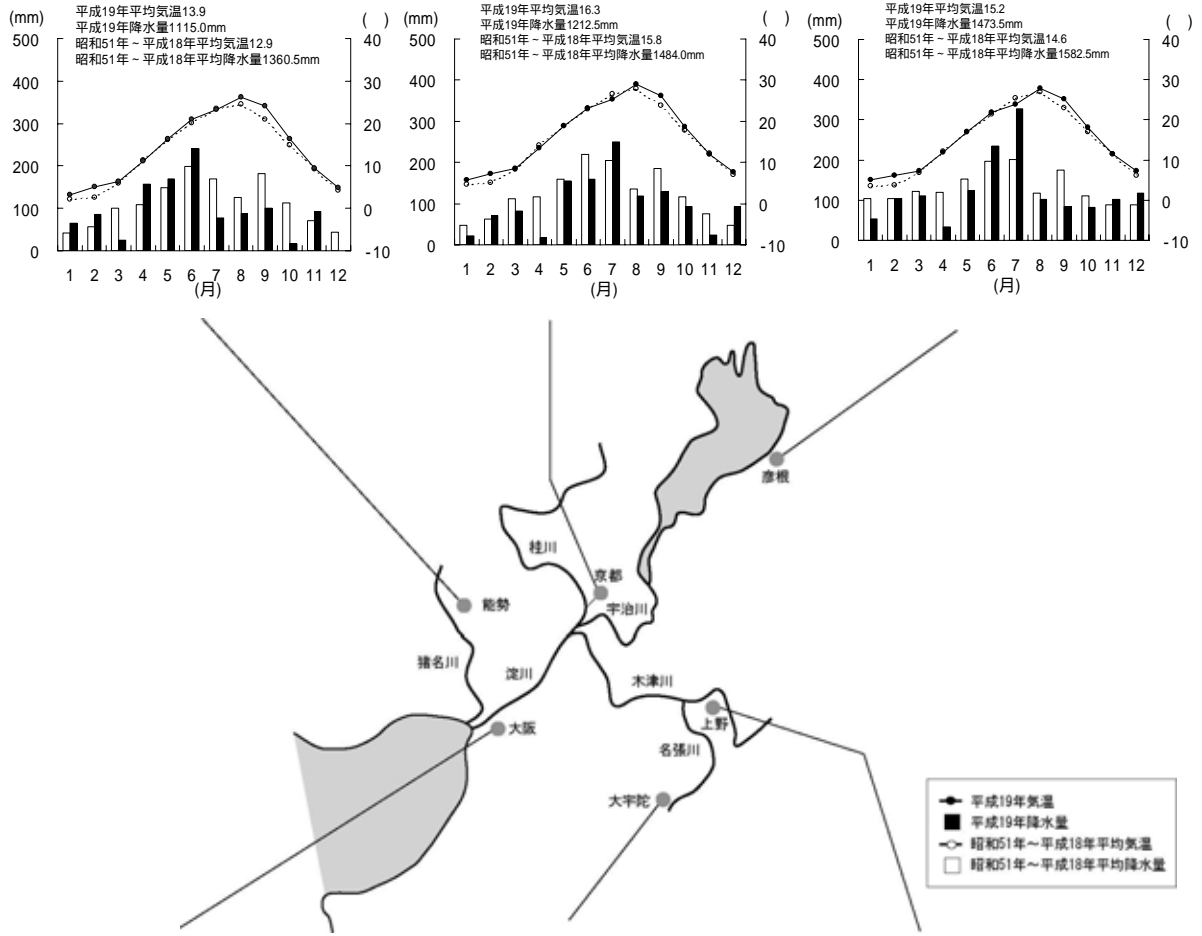 平成19年平均気温13.9
平成19年降水量1115.0mm
昭和51年~平成18年平均気温12.9
昭和51年~平成18年平均降水量1360.5mm
(mm)
( )
500
400
300
200
100
0
40
30
20
10
0
-10
1 2 3 4 5 6 7 8 9 10 11 12
(月)
平成19年平均気温16.3
平成19年降水量1212.5mm
昭和51年~平成18年平均気温15.8
昭和51年~平成18年平均降水量1484.0mm
(mm)
( )
500
400
300
200
100
0
40
30
20
10
0
-10
1 2 3 4 5 6 7 8 9 10 11 12
(月)
平成19年平均気温15.2
平成19年降水量1473.5mm
昭和51年~平成18年平均気温14.6
昭和51年~平成18年平均降水量1582.5mm
(mm)
( )
500
400
300
200
100
0
40
30
20
10
0
-10
1 2 3 4 5 6 7 8 9 10 11 12
(月)
彦根
桂川
京都
能勢
宇治川
猪名川
淀川
木津川
上野
大阪
名張川
大宇陀
平成19年気温
平成19年降水量
昭和51年～平成18年平均気温
昭和51年～平成18年平均降水量